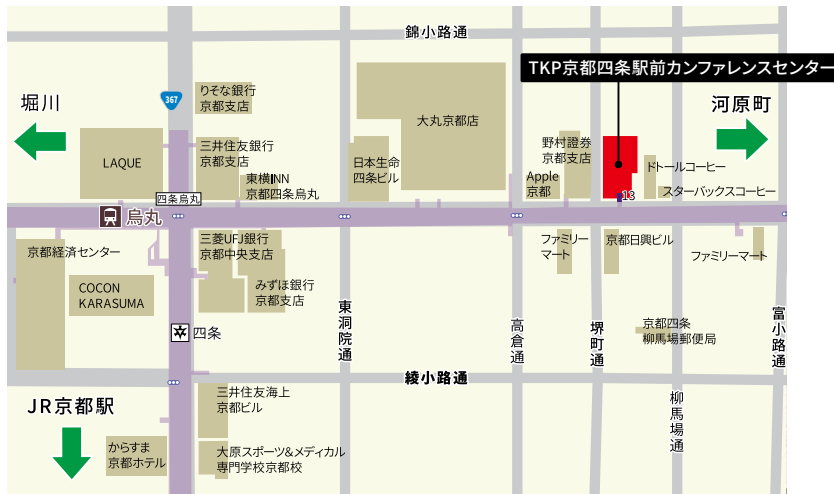 錦小路通
TKP京都四条駅前カンファレンスセンター
堀川
367
りそな銀行
京都支店
河原町
大丸京都店
LAQUE
三井住友銀行
京都支店
東横INN
京都四条烏丸
日本生命
四条ビル
野村證券
京都支店
Apple
京都
ドトールコーヒー
スターバックスコーヒー
13
四条烏丸
烏丸
京都経済センター
三菱UFJ銀行
京都中央支店
ファミリー
マート
京都日興ビル
ファミリーマート
COCON
KARASUMA
みずほ銀行
京都支店
四条
東洞院通
高倉通
堺町通
京都四条
柳馬場郵便局
富小路通
綾小路通
柳馬場通
JR京都駅
三井住友海上
京都ビル
からすま
京都ホテル
大原スポーツ&メディカル
専門学校京都校